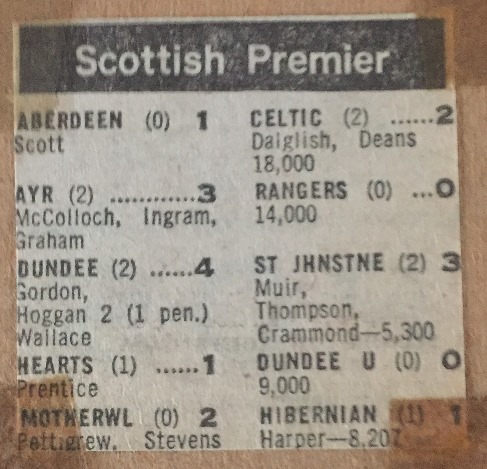 Scottish Premier
ABERDEEN (0) 1 CELTIC (2) ......2
Scott Dalglish, Deans
18,000
AYR (2) ............3 RANGERS (0) ...0
McColloch, Ingram, 14,000
Graham
DUNDEE (2) ......4 ST JHNSTNE (2) 3
Gordon, Muir,
Hoggan 2 (1 pen.) Thompson,
Wallace Crammond—5,300
HEARTS (1) ......1 DUNDEE U (0) 0
Prentice 9,000
MOTHERWL (0) 2 HIBERNIAN (1) 1
Pettigrew, Stevens Harper—8,207